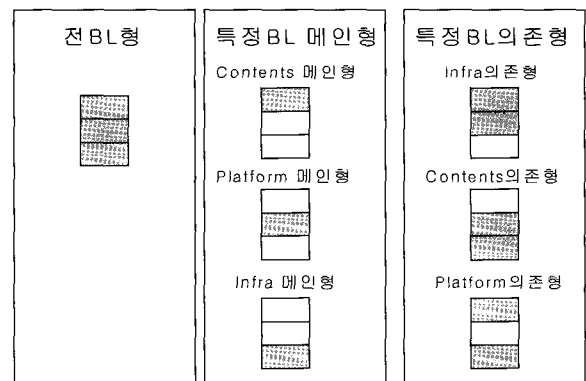 전BL형
특정BL 메인형
Contents 메인형
Platform 메인형
Infra 메인형
특정BL의존형
Infra의존형
Contents의존형
Platform의존형